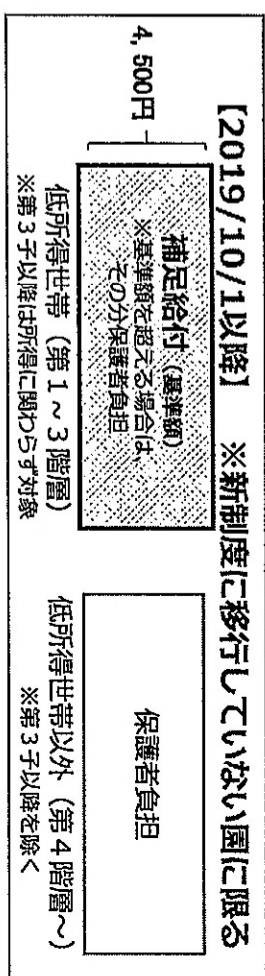 【2019/10/1以降】 ※新制度に移行していない園に限る
4,500円
補足給付(基準額)
※基準額を超える場合は、
その分保護者負担
低所得世帯(第1~3階層)
※第3子以降は所得に関わらず対象
保護者負担
低所得世帯以外(第4階層~)
※第3子以降を除く